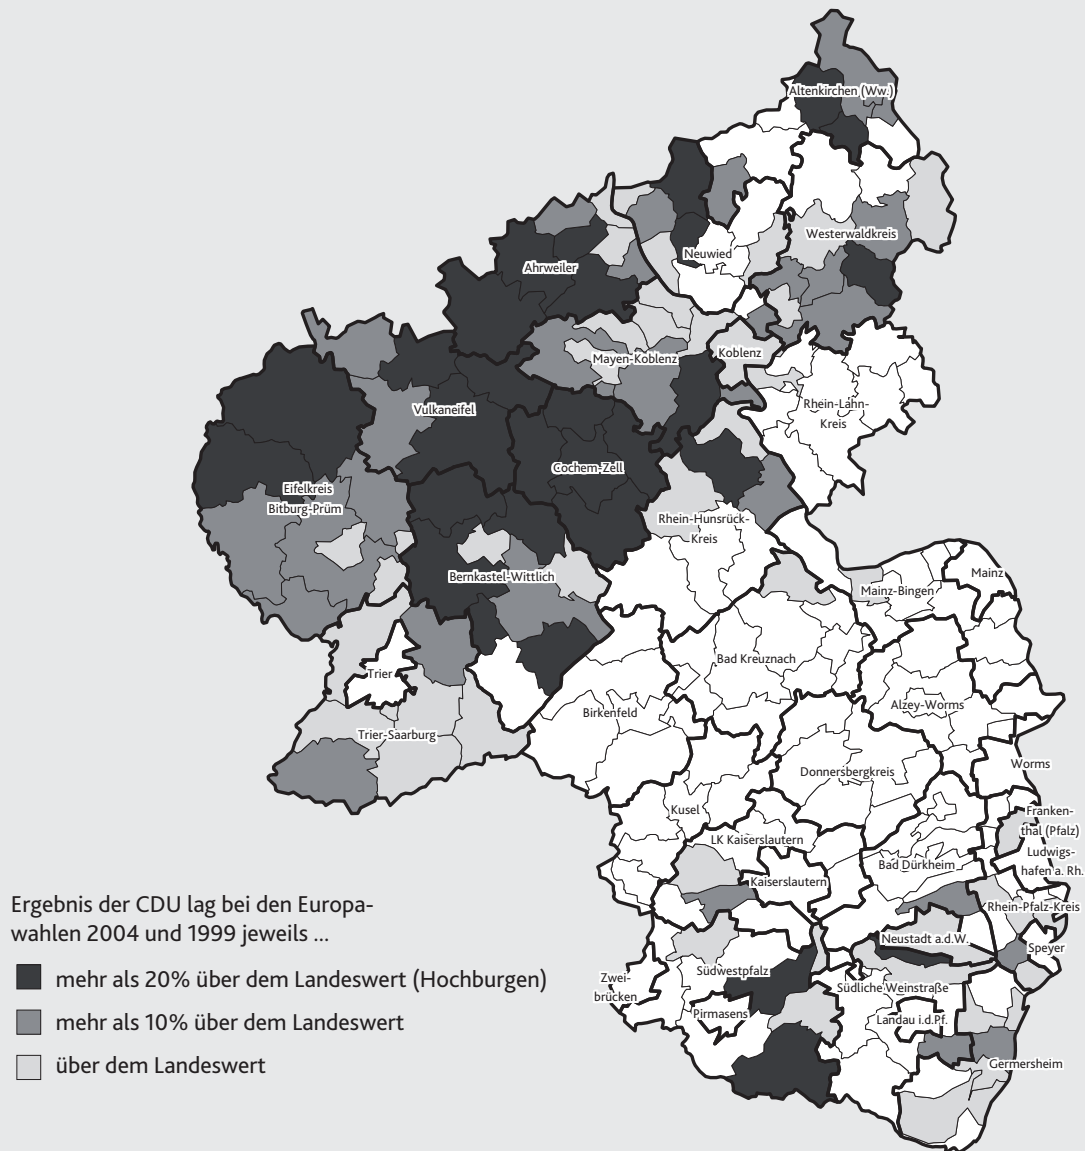 Altenkirchen (Ww.)
Westerwaldkreis
Neuwied
Ahrweiler
Mayen-Koblenz
Koblenz
Rhein-Lahn-
Kreis
Vulkaneifel
Cochem-Zell
Eifelkreis
Bitburg-Prüm
Rhein-Hunsrück-
Kreis
Bernkastel-Wittlich
Mainz
Mainz-Bingen
Bad Kreuznach
Trier
Alzey-Worms
Birkenfeld
Trier-Saarburg
Worms
Donnersbergkreis
Kusel
Franken-
thal (Pfalz)
LK Kaiserslautern
Ludwigs-
hafen a. Rh.
Bad Dürkheim
Kaiserslautern
Rhein-Pfalz-Kreis
Neustadt a.d.W.
Speyer
Südwestpfalz
Zwei-
brücken
Südliche Weinstraße
Pirmasens
Landau i.d.Pf.
Germersheim
Ergebnis der CDU lag bei den Europa-
wahlen 2004 und 1999 jeweils ...
mehr als 20% über dem Landeswert (Hochburgen)
mehr als 10% über dem Landeswert
über dem Landeswert